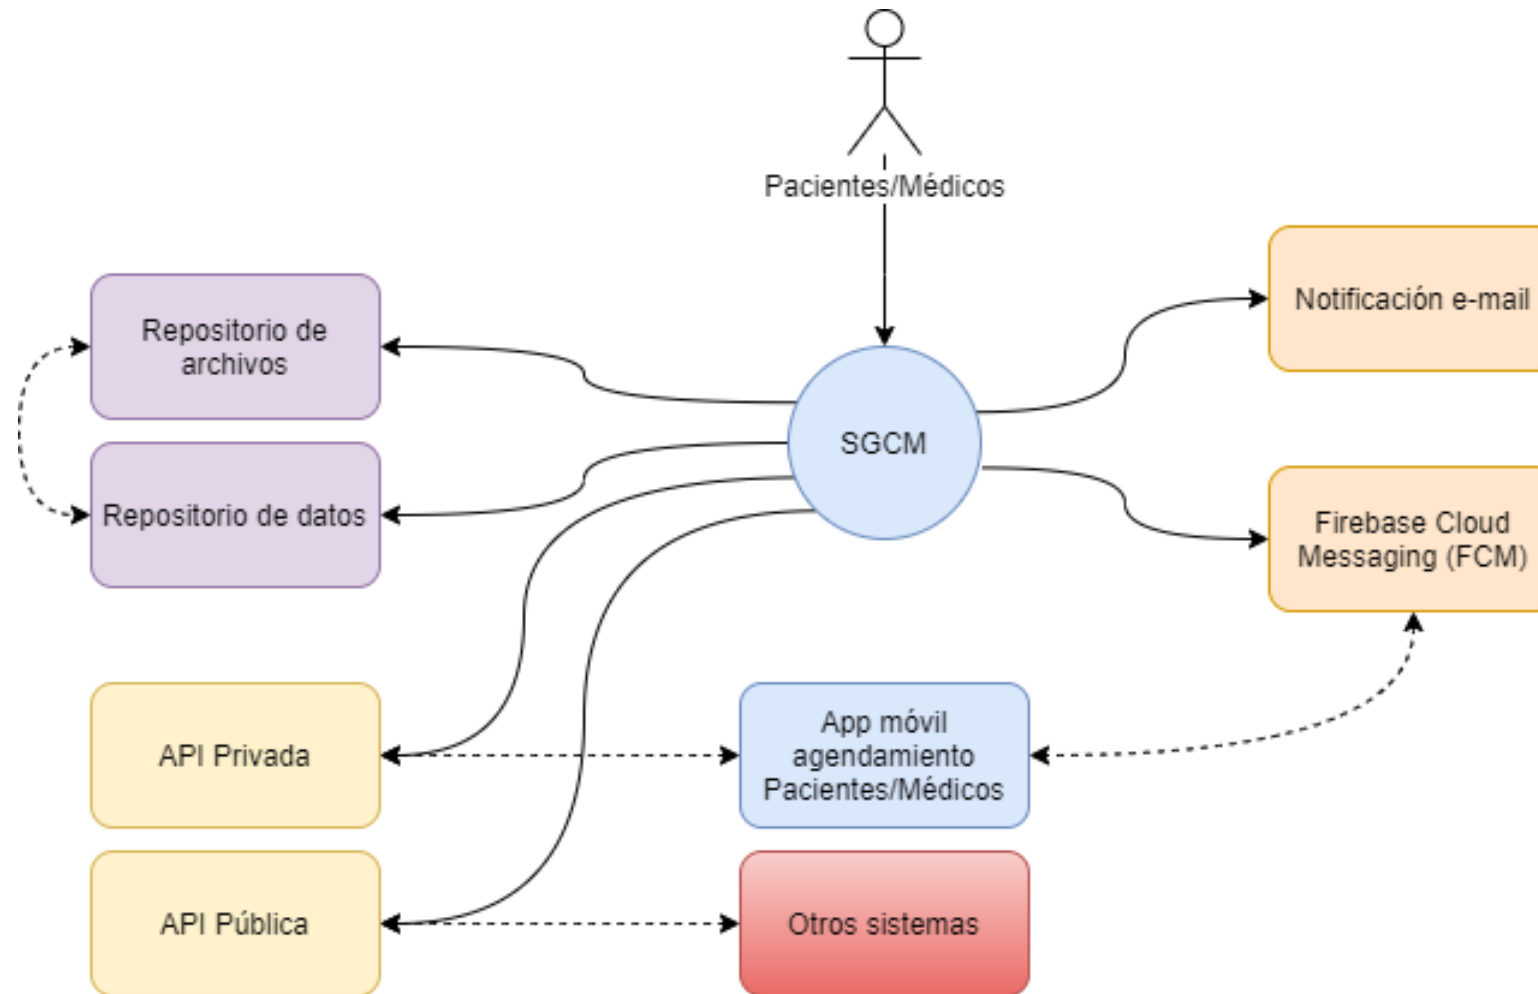 Pacientes/Médicos
Notificación e-mail
Repositorio de
archivos
SGCM
Repositorio de datos
Firebase Cloud
Messaging (FCM)
API Privada
App móvil
agendamiento
Pacientes/Médicos
API Pública
Otros sistemas